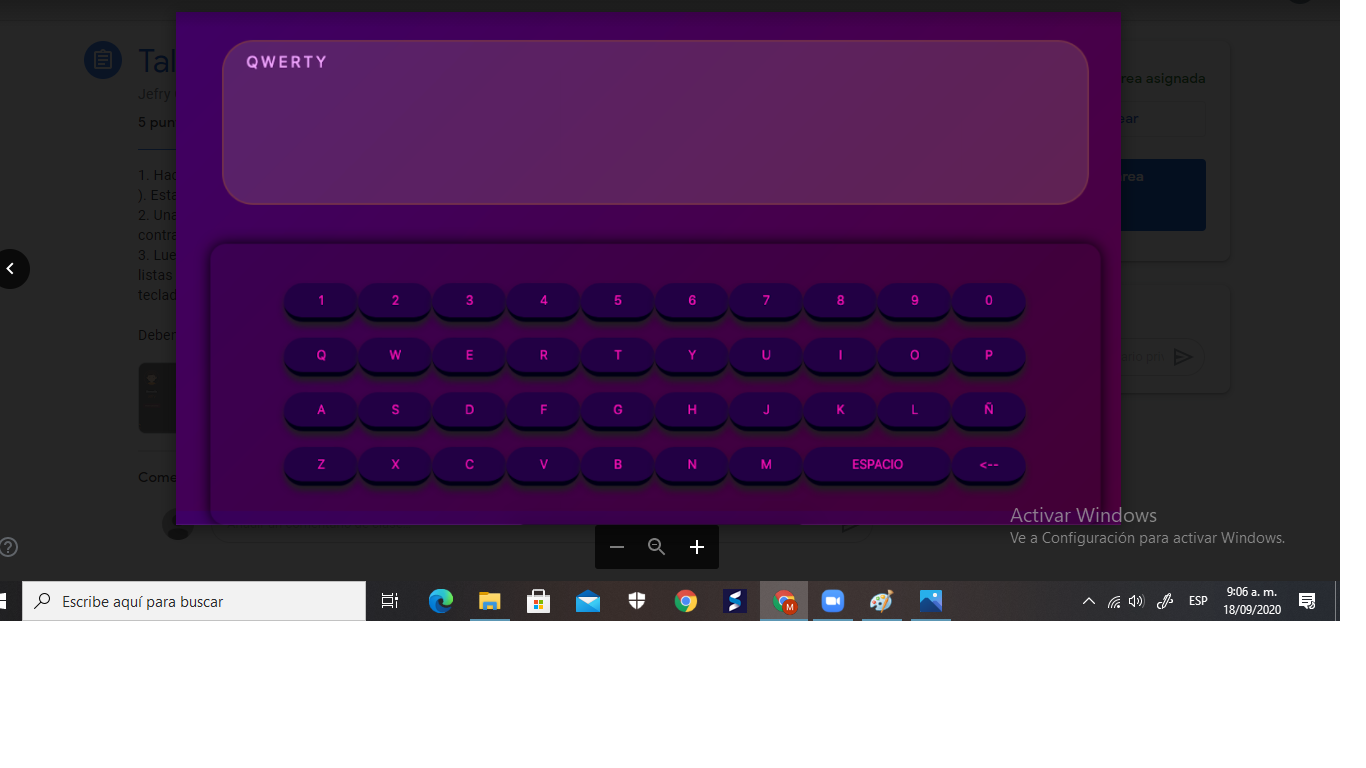 QWERTY
Tal
rea asignada
Jefry
5 pun
ear
1. Hac
rea
). Esta
2. Una
contra
3. Lue
listas
teclad
1 2 3 4 5 6 7 8 9 0
Deber
Q W E R T Y U I O P
A S D F G H J K L Ñ
Z X C V B N M ESPACIO <--
Come
Activar Windows
Ve a Configuración para activar Windows.
Escribe aquí para buscar
M
ESP
9:06 a. m.
18/09/2020